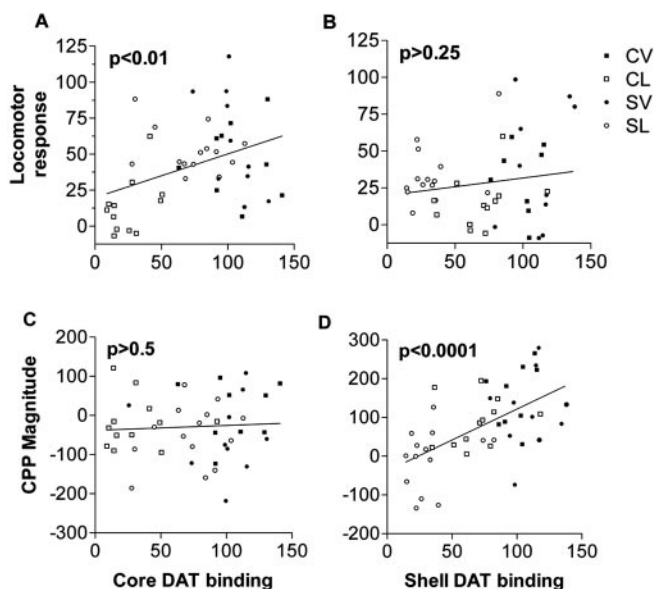 A
p<0.01
Locomotor
response
125
100
75
50
25
0
0
50
100
150
B
p>0.25
125
100
75
50
25
0
0
50
100
150
CV
CL
SV
SL
C
p>0.5
CPP Magnitude
200
100
0
-100
-200
-300
0
50
100
150
Core DAT binding
D
p<0.0001
300
200
100
0
-100
-200
0
50
100
150
Shell DAT binding